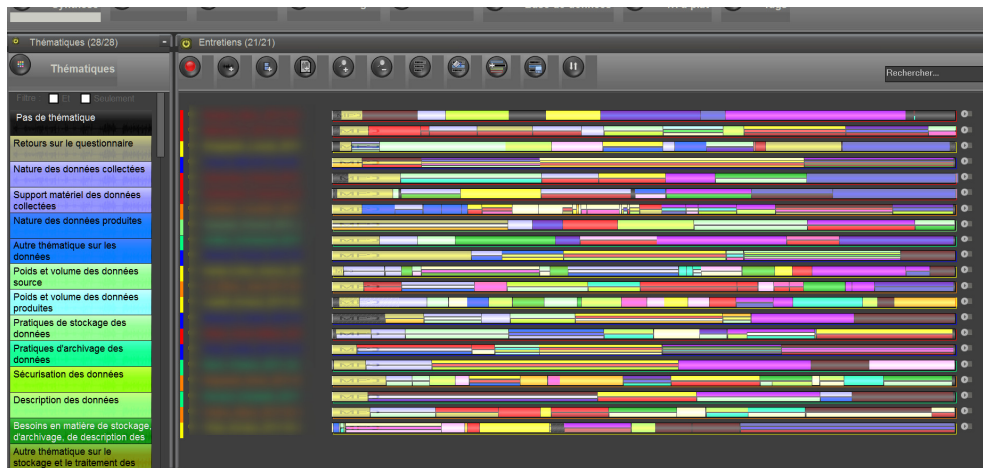 Thématiques (28/28)
Entretiens (21/21)
Thématiques
Rechercher...
Filtre : Et Seulement
Pas de thématique
Retours sur le questionnaire
Nature des données collectées
Support matériel des données
collectées
Nature des données produites
Autre thématique sur les
données
Poids et volume des données
source
Poids et volume des données
produites
Pratiques de stockage des
données
Pratiques d'archivage des
données
Sécurisation des données
Description des données
Besoins en matière de stockage,
d'archivage, de description des
Autre thématique sur le
stockage et le traitement des